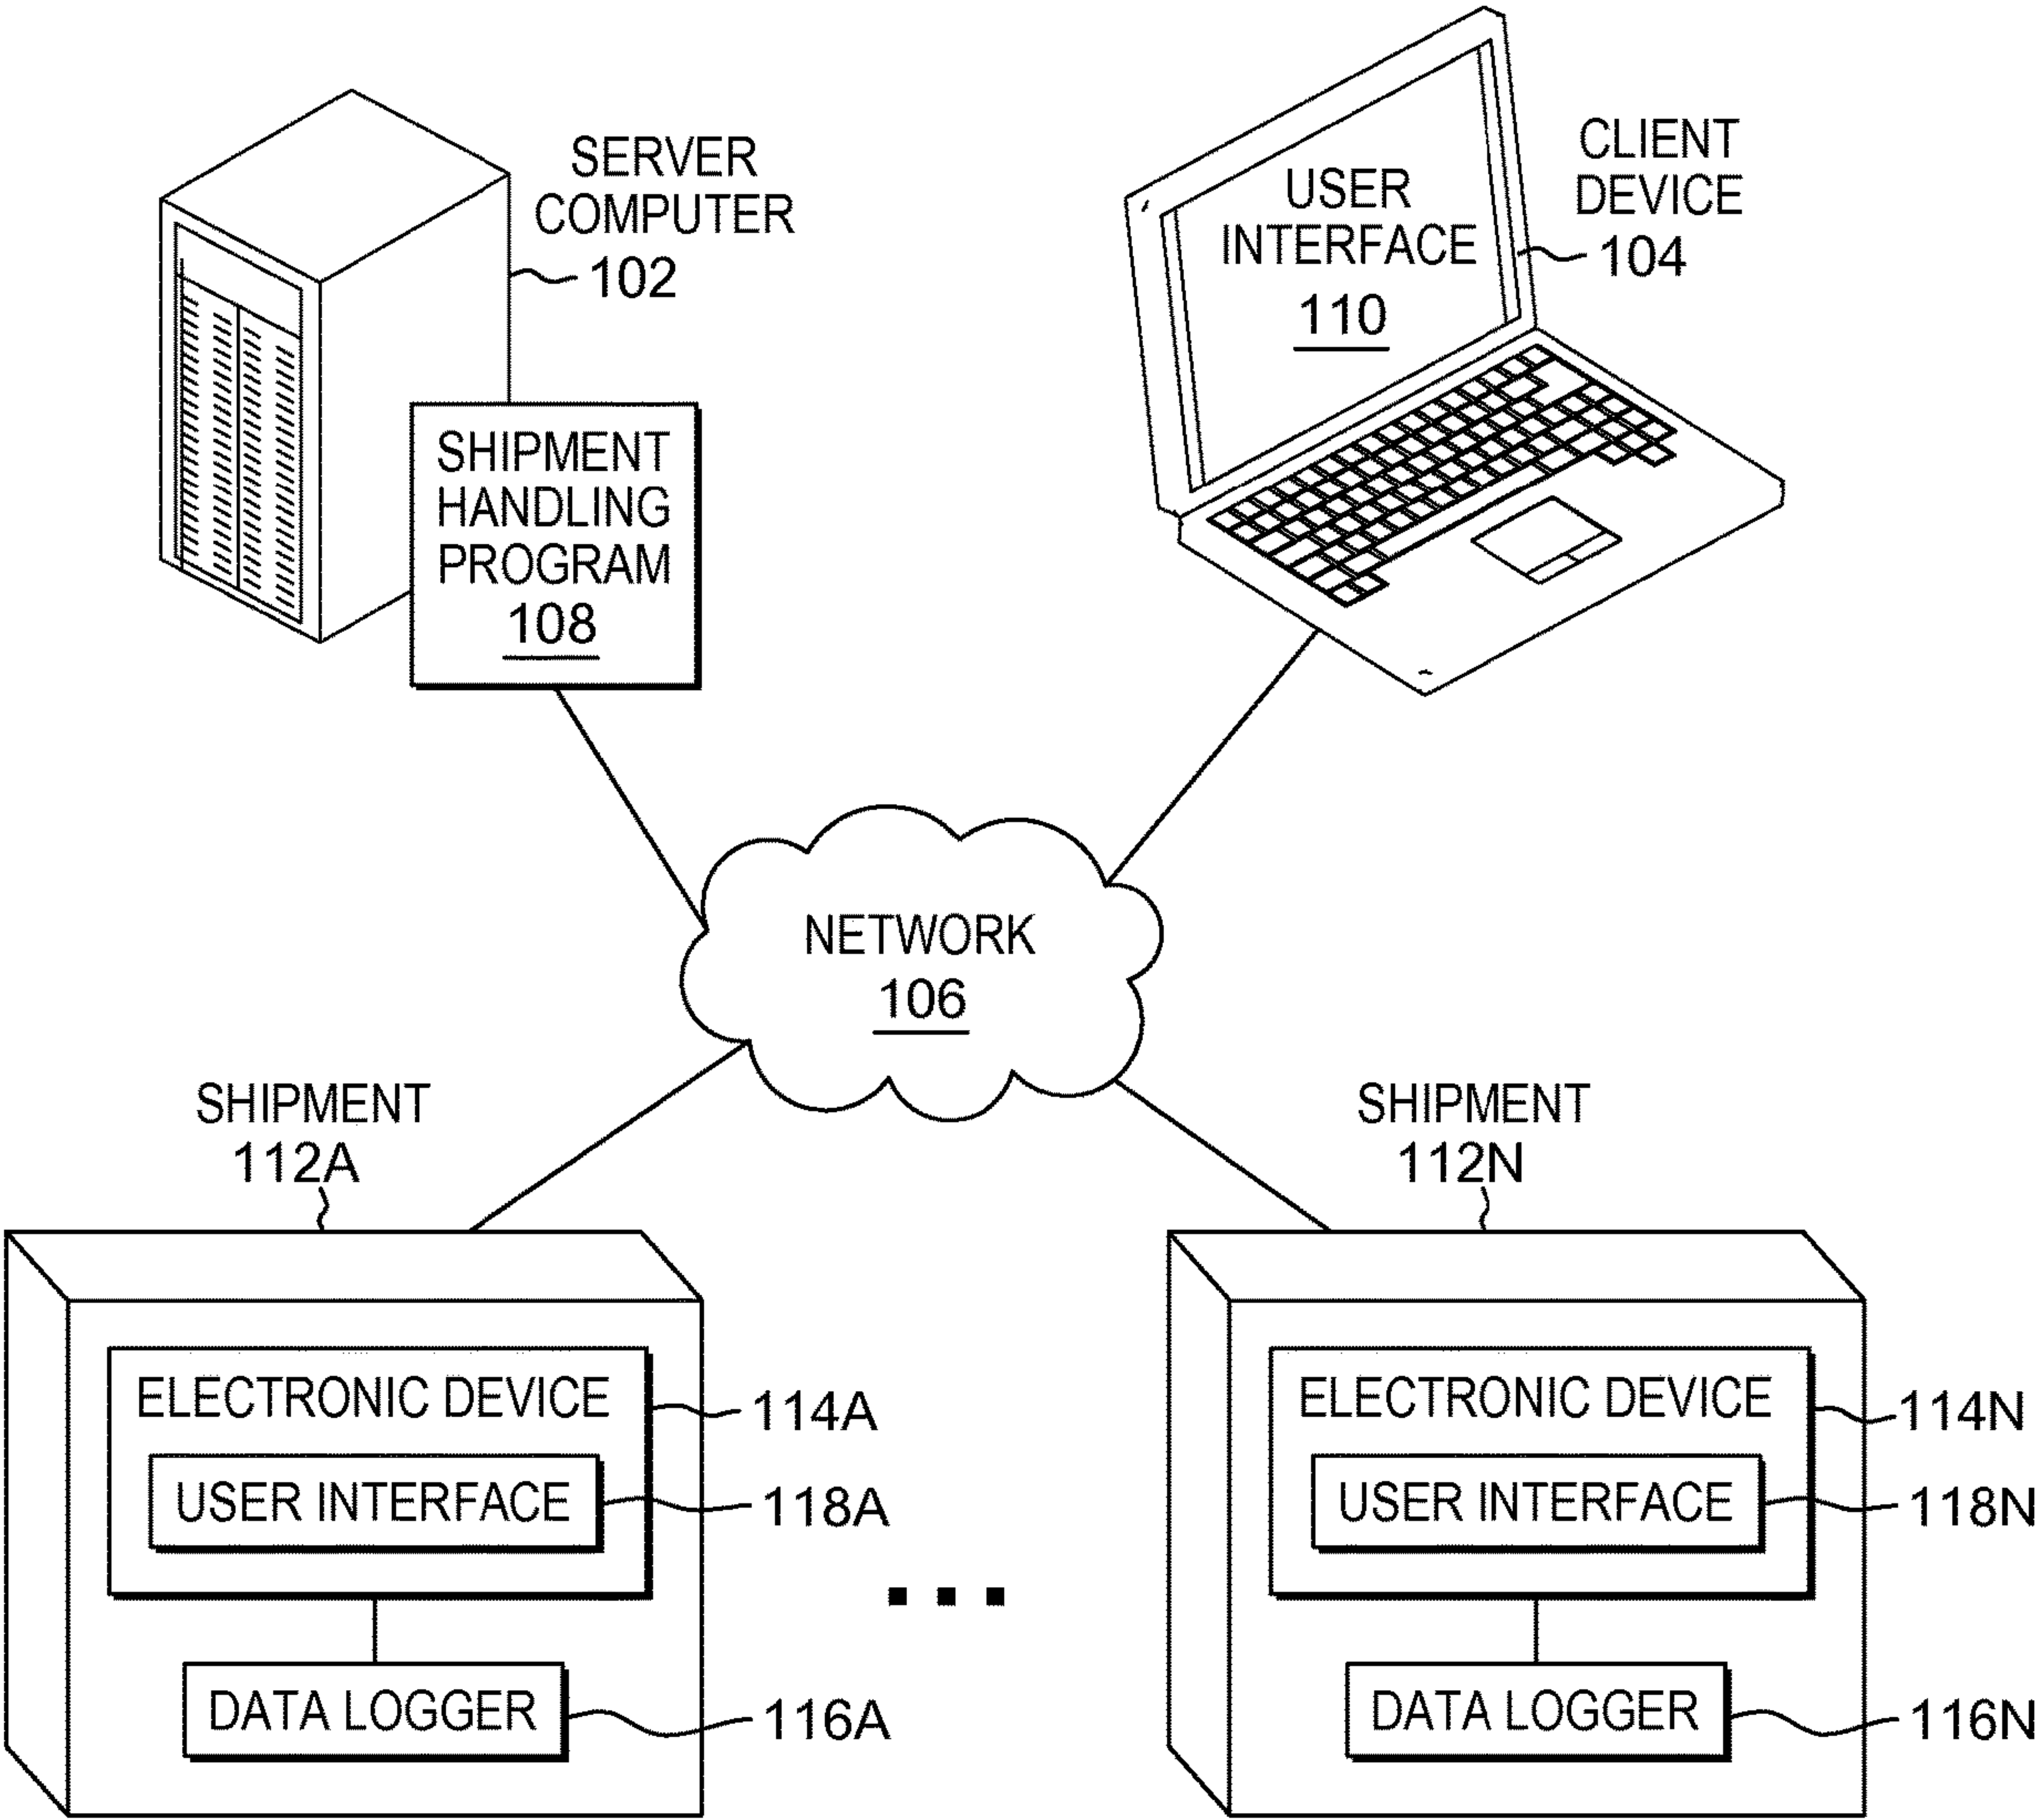 SERVER
COMPUTER
102
CLIENT
DEVICE
104
USER
INTERFACE
110
SHIPMENT
HANDLING
PROGRAM
108
NETWORK
106
SHIPMENT
112A
SHIPMENT
112N
ELECTRONIC DEVICE
114A
USER INTERFACE
118A
DATA LOGGER
116A
...
ELECTRONIC DEVICE
114N
USER INTERFACE
118N
DATA LOGGER
116N